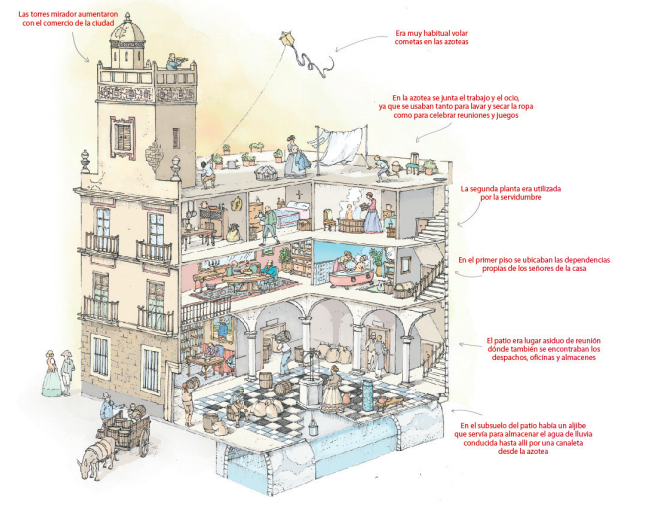 Las torres mirador aumentaron
con el comercio de la ciudad
Era muy habitual volar
cometas en las azoteas
En la azotea se junta el trabajo y el ocio,
ya que se usaban tanto para lavar y secar la ropa
como para celebrar reuniones y juegos
La segunda planta era utilizada
por la servidumbre
En el primer piso se ubicaban las dependencias
propias de los señores de la casa
El patio era lugar asiduo de reunión
dónde también se encontraban los
despachos, oficinas y almacenes
En el subsuelo del patio había un aljibe
que servía para almacenar el agua de lluvia
conducida hasta allí por una canaleta
desde la azotea